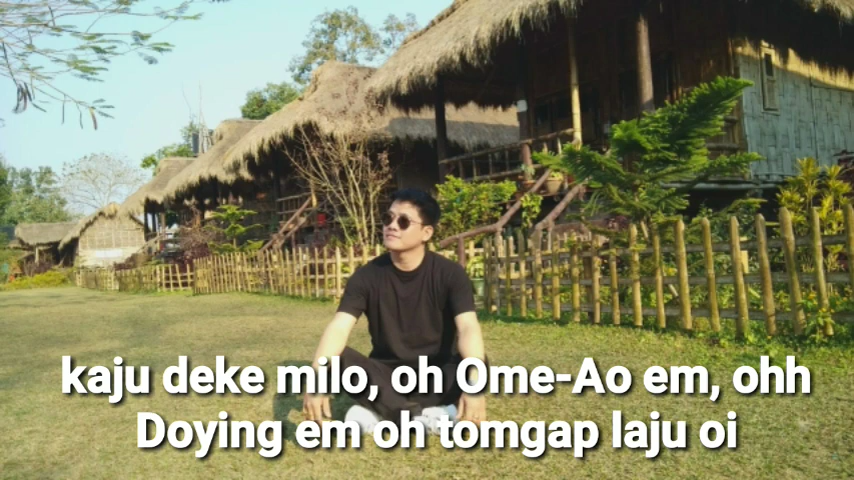 kaju deke milo, oh Ome-Ao em, ohh
Doying em oh tomgap laju oi